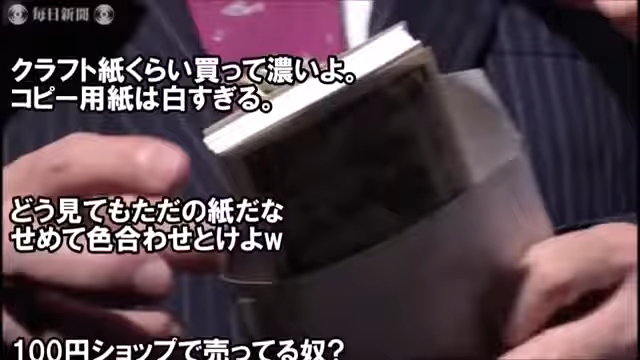 毎日新聞
クラフト紙くらい買って濃いよ。
コピー用紙は白すぎる。
どう見てもただの紙だな
せめて色合わせとけよw
100円ショップで売ってる奴？